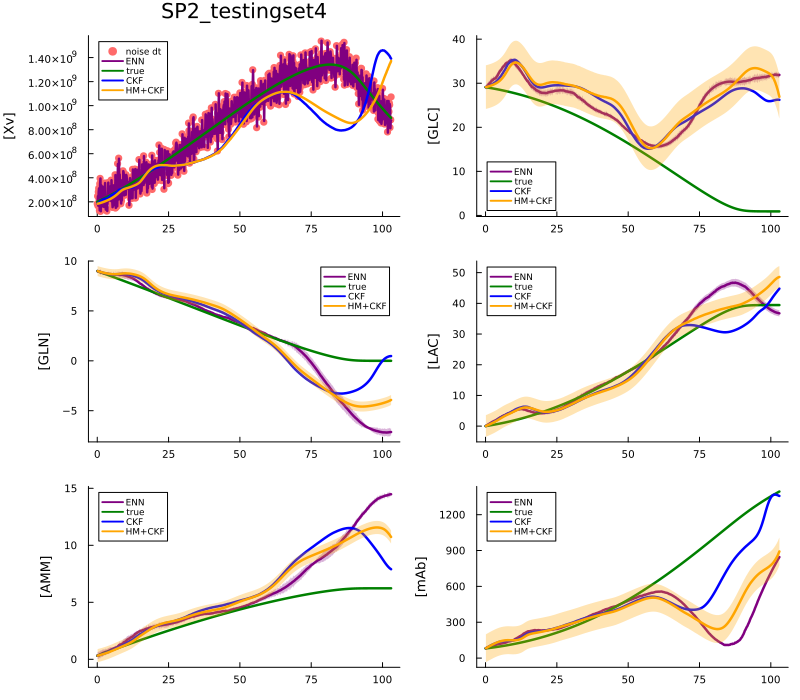 SP2_testingset4
[Xv]
1.40×10⁹
1.20×10⁹
1.00×10⁹
8.00×10⁸
6.00×10⁸
4.00×10⁸
2.00×10⁸
noise dt
ENN
true
CKF
HM+CKF
0 25 50 75 100
[GLC]
40
30
20
10
0
ENN
true
CKF
HM+CKF
0 25 50 75 100
[GLN]
10
5
0
−5
ENN
true
CKF
HM+CKF
0 25 50 75 100
[LAC]
50
40
30
20
10
0
ENN
true
CKF
HM+CKF
0 25 50 75 100
[AMM]
15
10
5
0
ENN
true
CKF
HM+CKF
0 25 50 75 100
[mAb]
1200
900
600
300
0
ENN
true
CKF
HM+CKF
0 25 50 75 100